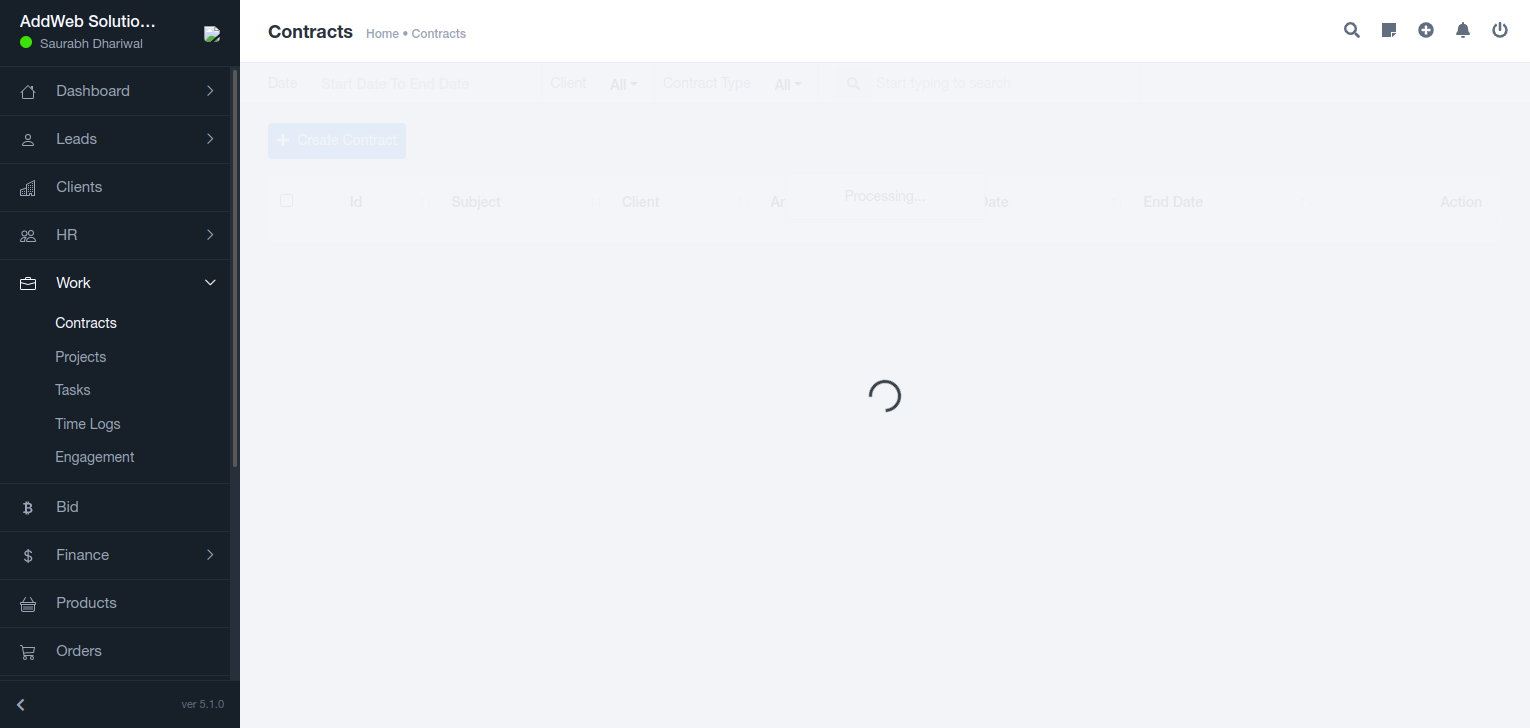 AddWeb Solutio...
Saurabh Dhariwal
Dashboard
Leads
Clients
HR
Work
Contracts
Projects
Tasks
Time Logs
Engagement
Bid
Finance
Products
Orders
ver 5.1.0
Contracts Home • Contracts
Date Start Date To End Date Client All Contract Type All Start typing to search
Create Contract
Id Subject Client Processing... End Date Action